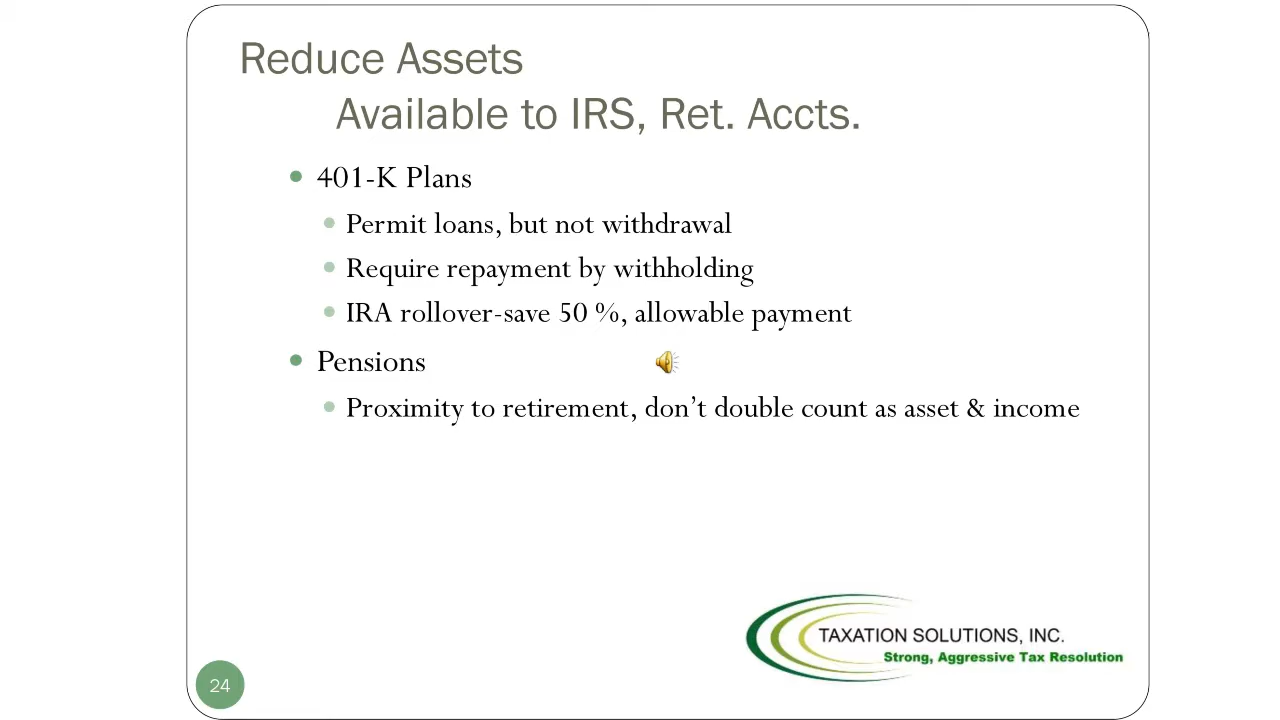 Reduce Assets
Available to IRS, Ret. Accts.
401-K Plans
Permit loans, but not withdrawal
Require repayment by withholding
IRA rollover-save 50 %, allowable payment
Pensions
Proximity to retirement, don’t double count as asset & income
TAXATION SOLUTIONS, INC.
Strong, Aggressive Tax Resolution
24